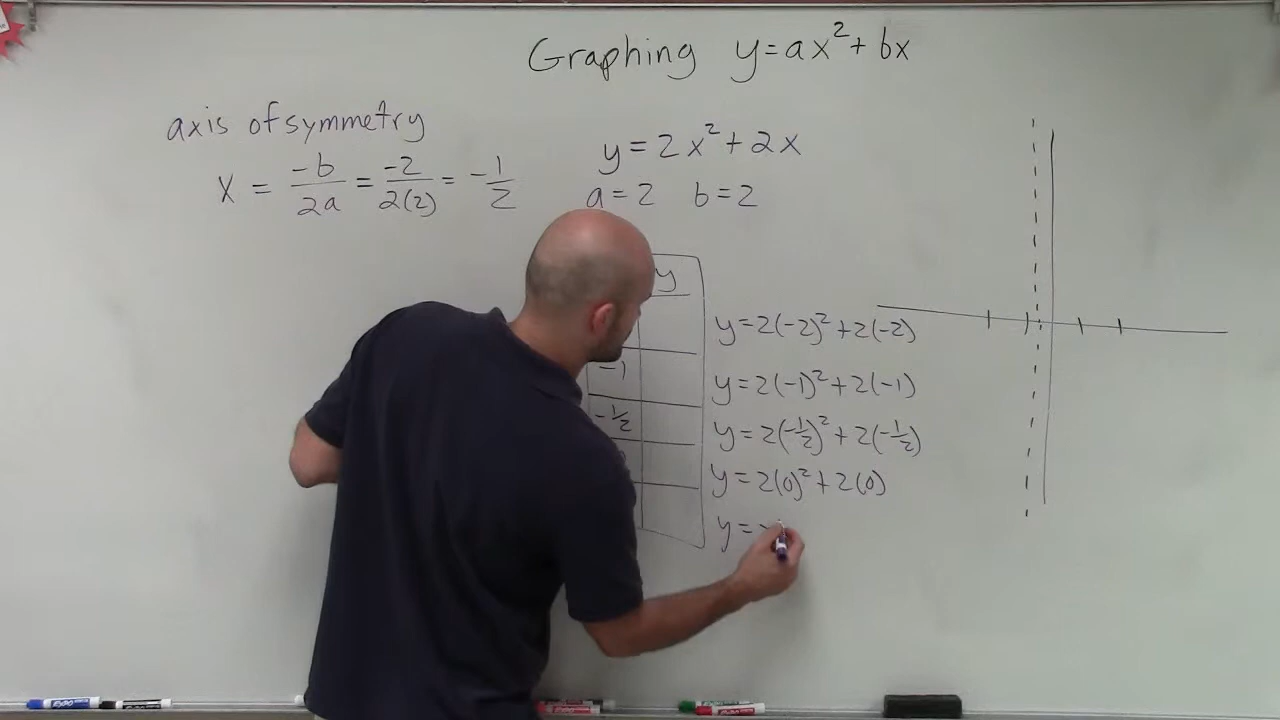 Graphing y=ax²+bx
axis of symmetry
x = -b/2a = -2/2(2) = -1/2
y=2x²+2x
a=2 b=2
y
-1
-1/2
y=2(-2)²+2(-2)
y=2(-1)²+2(-1)
y=2(-1/2)²+2(-1/2)
y=2(0)²+2(0)
y=